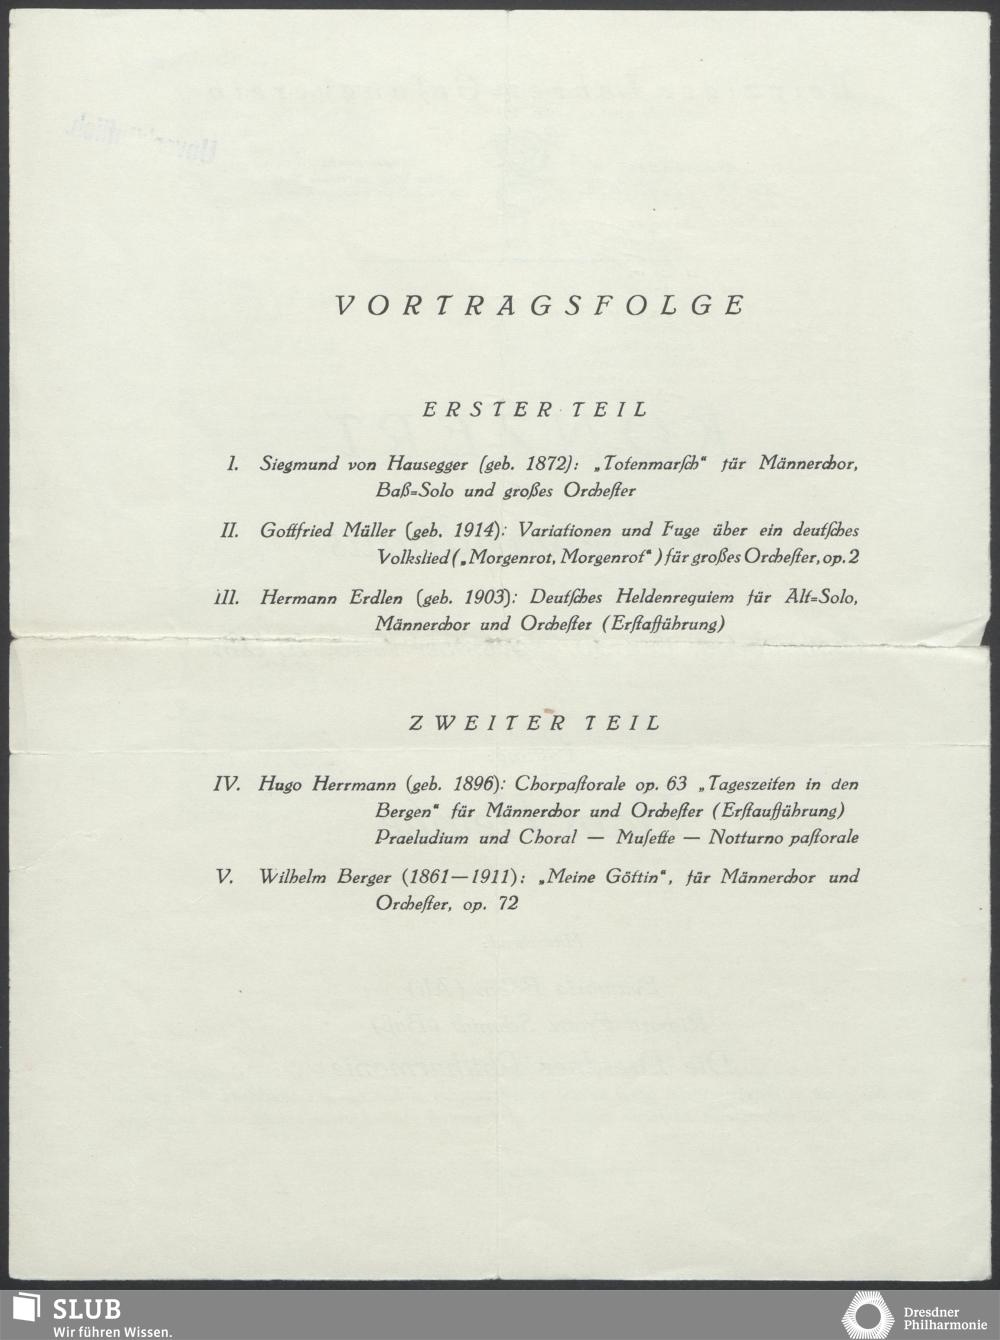 VORTRAGSFOLGE
ERSTER TEIL
I. Siegmund von Hausegger (geb. 1872): „Totenmarſch“ für Männerchor,
Baß=Solo und großes Orcheſter
II. Gottfried Müller (geb. 1914): Variationen und Fuge über ein deutſches
Volkslied („Morgenrot, Morgenrot“) für großes Orcheſter, op. 2
III. Hermann Erdlen (geb. 1903): Deutſches Heldenrequiem für Alt=Solo,
Männerchor und Orcheſter (Erſtaufführung)
ZWEITER TEIL
IV. Hugo Herrmann (geb. 1896): Chorpaſtorale op. 63 „Tageszeiten in den
Bergen“ für Männerchor und Orcheſter (Erſtaufführung)
Praeludium und Choral — Muſette — Notturno paſtorale
V. Wilhelm Berger (1861—1911): „Meine Göttin“, für Männerchor und
Orcheſter, op. 72
SLUB
Wir führen Wissen.
Dresdner
Philharmonie